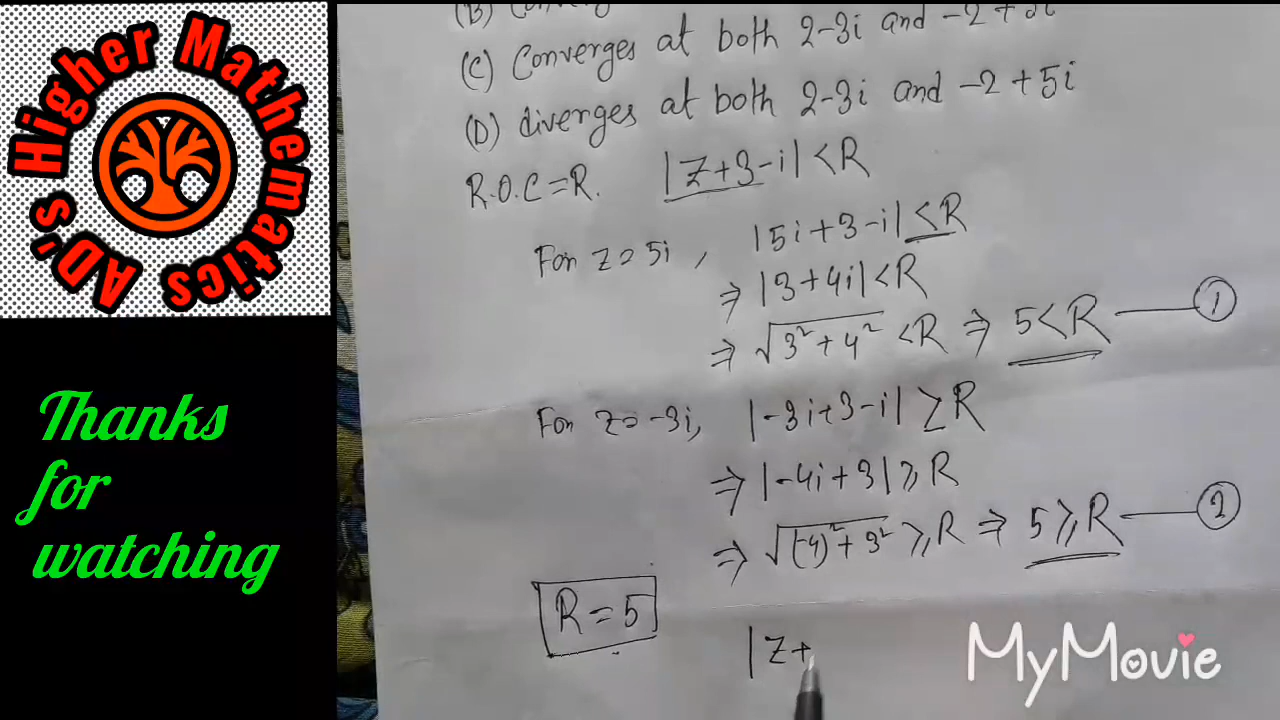 AD's Higher Mathematics
Thanks
for
watching
(B)
(C) Converges at both 2-3i and -2+5i
(D) diverges at both 2-3i and -2+5i
R.O.C=R. |z+3-i|<R
For z=5i, |5i+3-i|<R
⇒ |3+4i|<R
⇒ √3²+4² <R ⇒ 5<R —— ①
For z=-3i, |-3i+3-i| ≥R
⇒ |-4i+3|⩾R
⇒ √(-4)²+3² ⩾R ⇒ 5⩾R —— ②
R=5
|z+
MyMovie